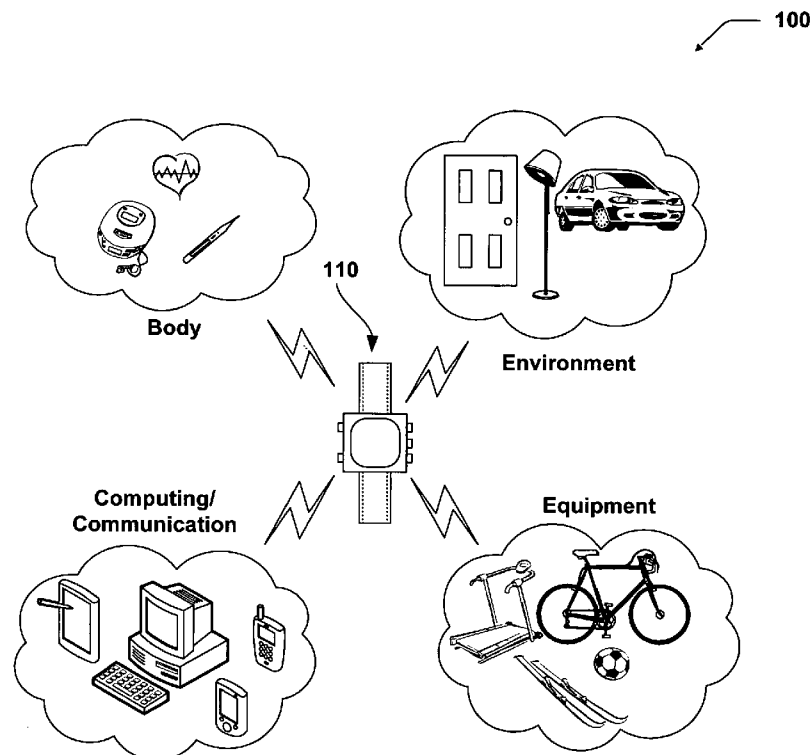 100
110
Body
Environment
Computing/
Communication
Equipment